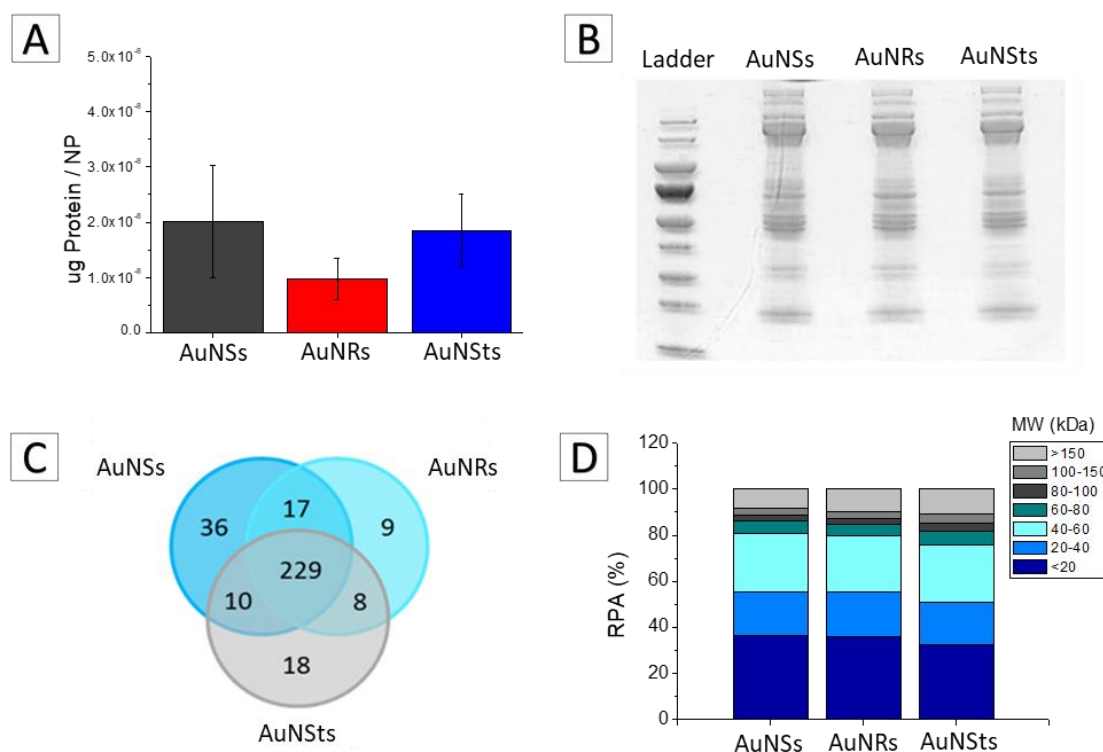 A
5.0x10⁻⁸
4.0x10⁻⁸
3.0x10⁻⁸
2.0x10⁻⁸
1.0x10⁻⁸
0.0
ug Protein / NP
AuNSs AuNRs AuNSts
B
Ladder AuNSs AuNRs AuNSts
C
AuNSs
AuNRs
36 17 9
229
10 8
18
AuNSts
D
MW (kDa)
>150
100-150
80-100
60-80
40-60
20-40
<20
120
100
80
60
40
20
0
RPA (%)
AuNSs AuNRs AuNSts